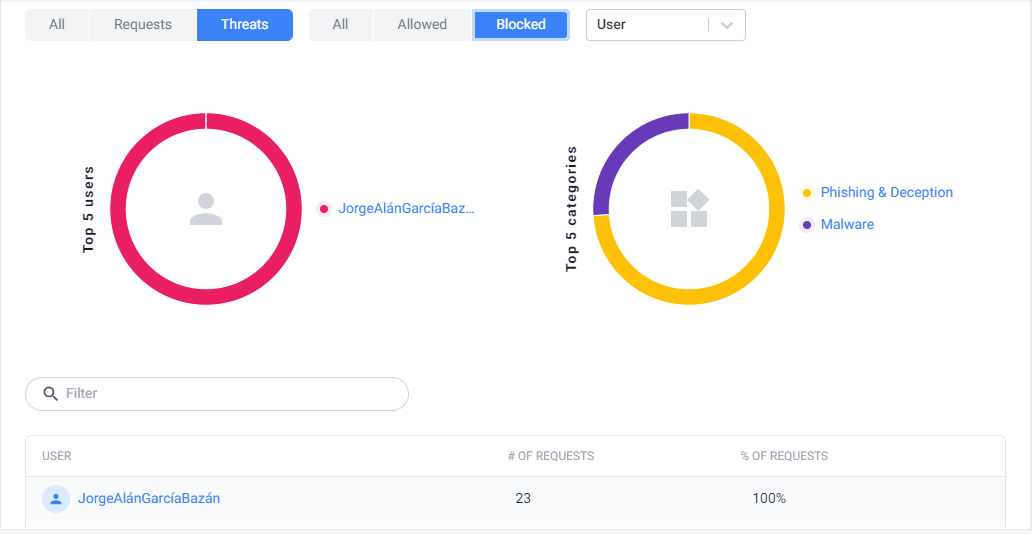 All Requests Threats All Allowed Blocked User
Top 5 users
JorgeAlánGarcíaBaz...
Top 5 categories
Phishing & Deception
Malware
Filter
USER # OF REQUESTS % OF REQUESTS
JorgeAlánGarcíaBazán 23 100%